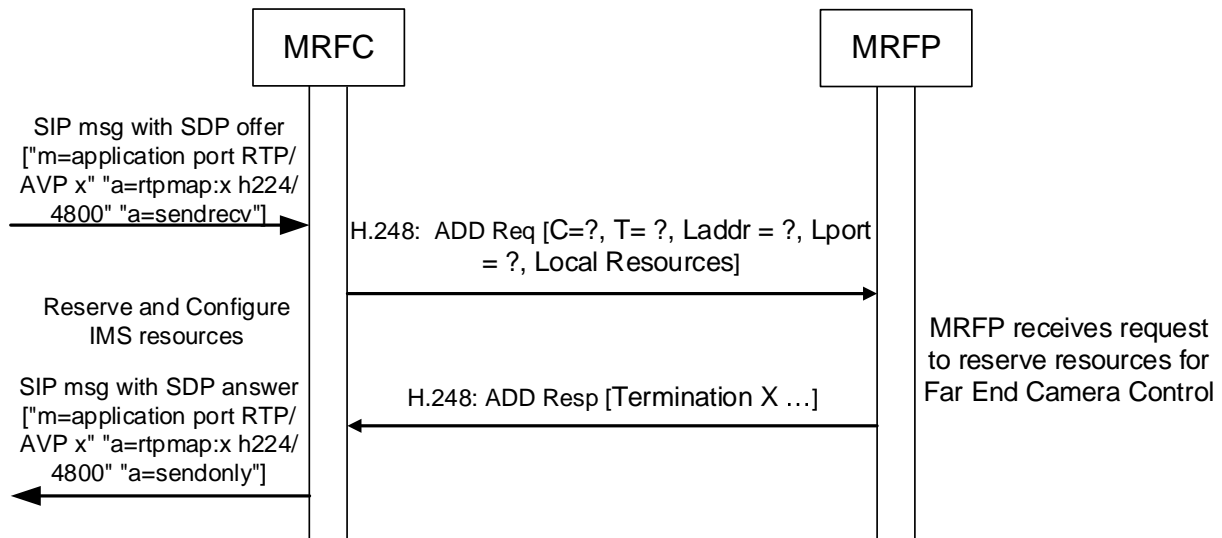 MRFC
MRFP
SIP msg with SDP offer
["m=application port RTP/
AVP x" "a=rtpmap:x h224/
4800" "a=sendrecv"]
H.248:  ADD Req [C=?, T= ?, Laddr = ?, Lport
= ?, Local Resources]
Reserve and Configure
IMS resources
MRFP receives request
to reserve resources for
Far End Camera Control
SIP msg with SDP answer
["m=application port RTP/
AVP x" "a=rtpmap:x h224/
4800" "a=sendonly"]
H.248: ADD Resp [Termination X …]